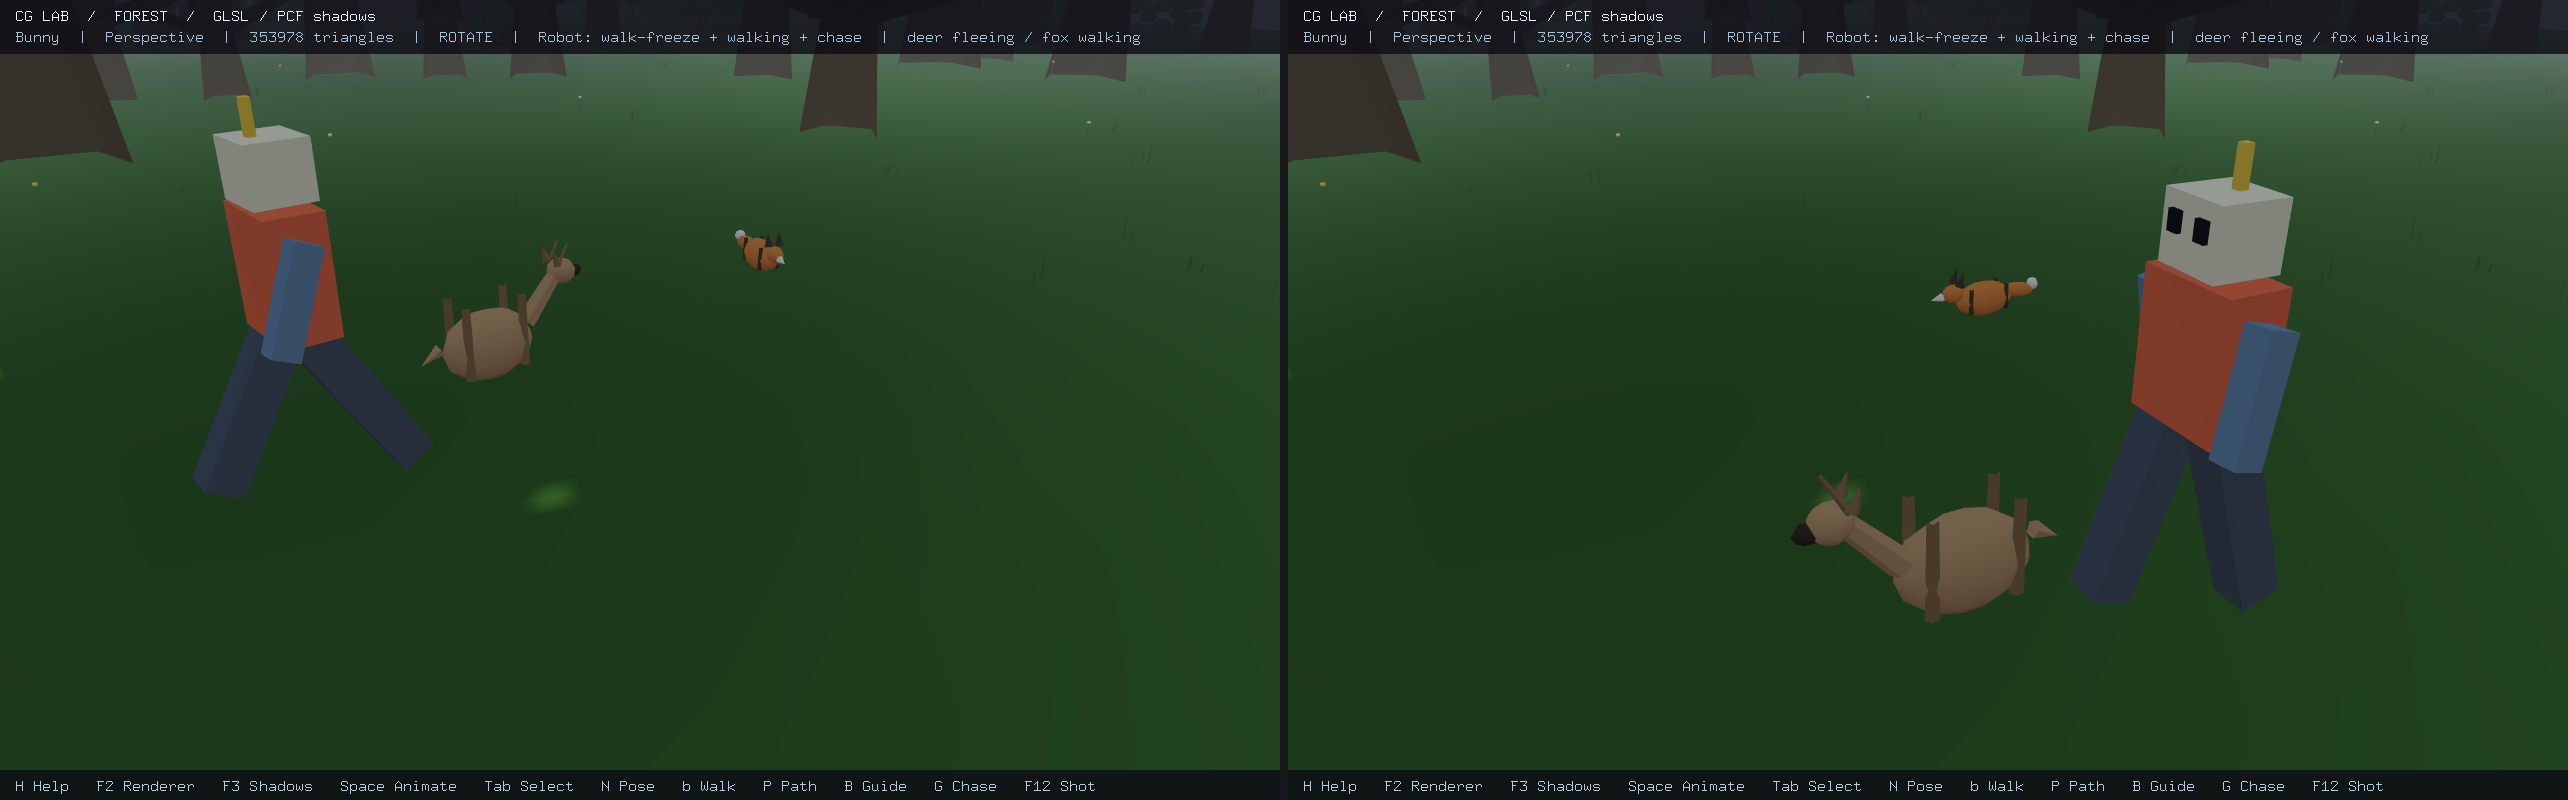 CG LAB / FOREST / GLSL / PCF shadows
Bunny | Perspective | 353978 triangles | ROTATE | Robot: walk-freeze + walking + chase | deer fleeing / fox walking
H Help F2 Renderer F3 Shadows Space Animate Tab Select N Pose b Walk P Path B Guide G Chase F12 Shot
CG LAB / FOREST / GLSL / PCF shadows
Bunny | Perspective | 353978 triangles | ROTATE | Robot: walk-freeze + walking + chase | deer fleeing / fox walking
H Help F2 Renderer F3 Shadows Space Animate Tab Select N Pose b Walk P Path B Guide G Chase F12 Shot